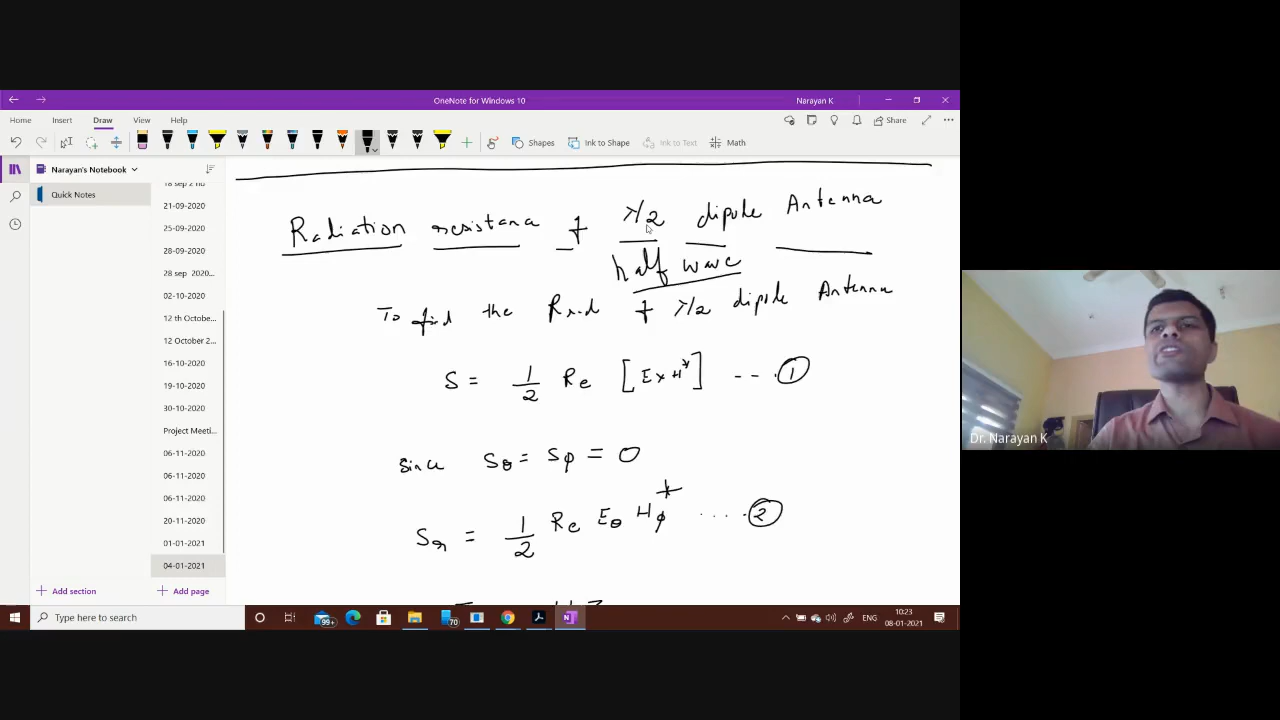 OneNote for Windows 10
Narayan K
Home Insert Draw View Help
Share
Shapes Ink to Shape Ink to Text Math
Narayan's Notebook
Quick Notes
21-09-2020
25-09-2020
28-09-2020
28 sep 2020
02-10-2020
12 th Octobe...
12 October 2...
16-10-2020
19-10-2020
30-10-2020
Project Meeti...
06-11-2020
06-11-2020
06-11-2020
20-11-2020
01-01-2021
04-01-2021
Add section
Add page
Radiation resistana of λ/2 dipole Antenna
half wave
To find the Rrad of λ/2 dipole Antenna
S = 1/2 Re [E×H*] -- . ①
since Sθ = Sφ = 0
Sr = 1/2 Re Eθ Hφ* .... ②
Dr. Narayan K
Type here to search
99+
70
ENG
10:23
08-01-2021